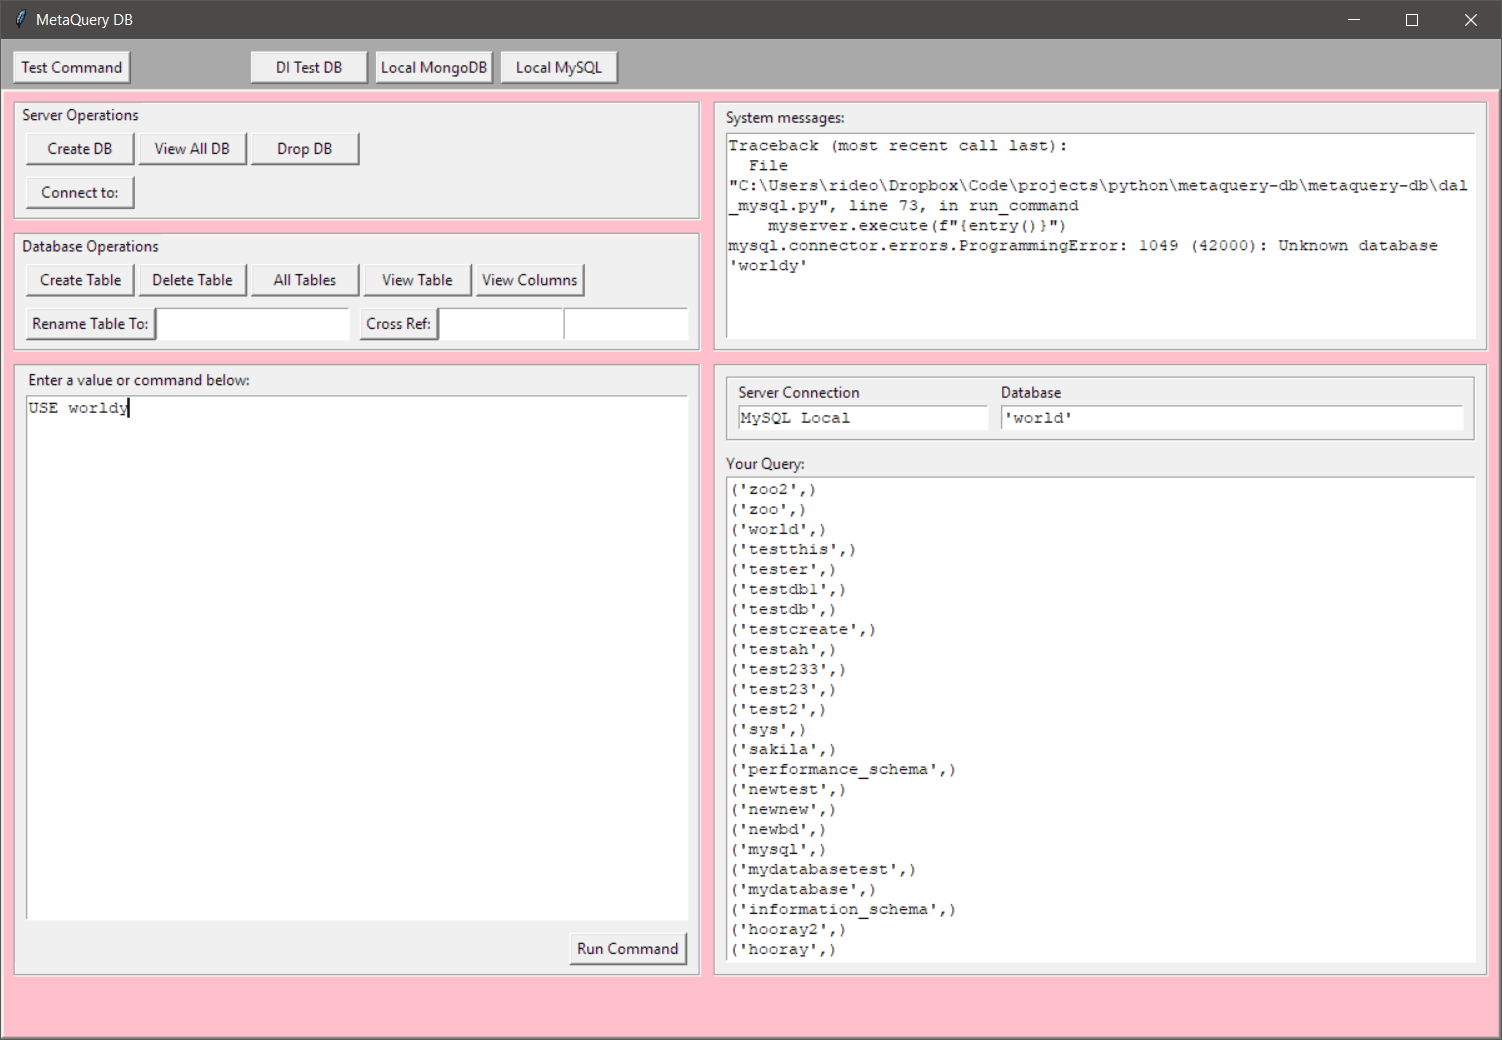 MetaQuery DB
Test Command
DI Test DB
Local MongoDB
Local MySQL
Server Operations
Create DB
View All DB
Drop DB
Connect to:
Database Operations
Create Table
Delete Table
All Tables
View Table
View Columns
Rename Table To:
Cross Ref:
Enter a value or command below:
USE worldy
Run Command
System messages:
Traceback (most recent call last):
File
"C:\Users\rideo\Dropbox\Code\projects\python\metaquery-db\metaquery-db\dal
_mysql.py", line 73, in run_command
myserver.execute(f"{entry()}")
mysql.connector.errors.ProgrammingError: 1049 (42000): Unknown database
'worldy'
Server Connection
MySQL Local
Database
'world'
Your Query:
('zoo2',)
('zoo',)
('world',)
('testthis',)
('tester',)
('testdb1',)
('testdb',)
('testcreate',)
('testah',)
('test233',)
('test23',)
('test2',)
('sys',)
('sakila',)
('performance_schema',)
('newtest',)
('newnew',)
('newbd',)
('mysql',)
('mydatabasetest',)
('mydatabase',)
('information_schema',)
('hooray2',)
('hooray',)